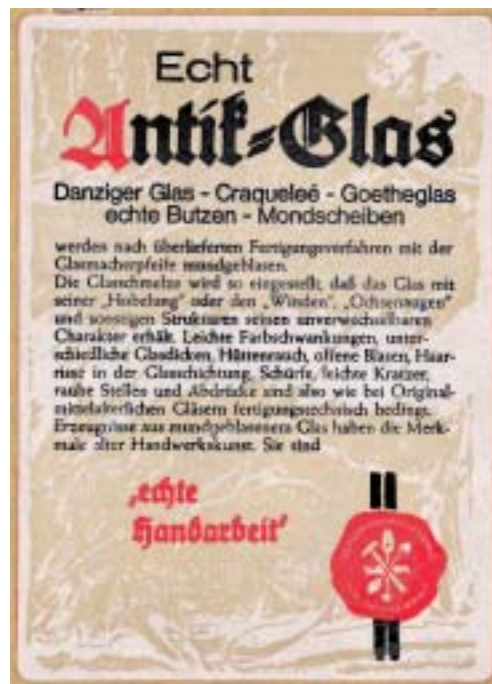 Echt
Antik-Glas
Danziger Glas - Craqueleé - Goetheglas
echte Butzen - Mondscheiben
werden nach überlieferten Fertigungsverfahren mit der
Glasmacherpfeife mundgeblasen.
Die Glasschmelze wird so eingestellt, daß das Glas mit
seiner „Hobelung" oder den „Winden", „Ochsenaugen"
und sonstigen Strukturen seinen unverwechselbaren
Charakter erhält. Leichte Farbschwankungen, unter-
schiedliche Glasdicken, Hüttenrauch, offene Blasen, Haar-
risse in der Glasschichtung, Schürfe, leichte Kratzer,
rauhe Stellen und Abdrücke sind also wie bei Original-
mittelalterlichen Gläsern fertigungstechnisch bedingt.
Erzeugnisse aus mundgeblasenem Glas haben die Merk-
male alter Handwerkskunst. Sie sind
„echte
Handarbeit"